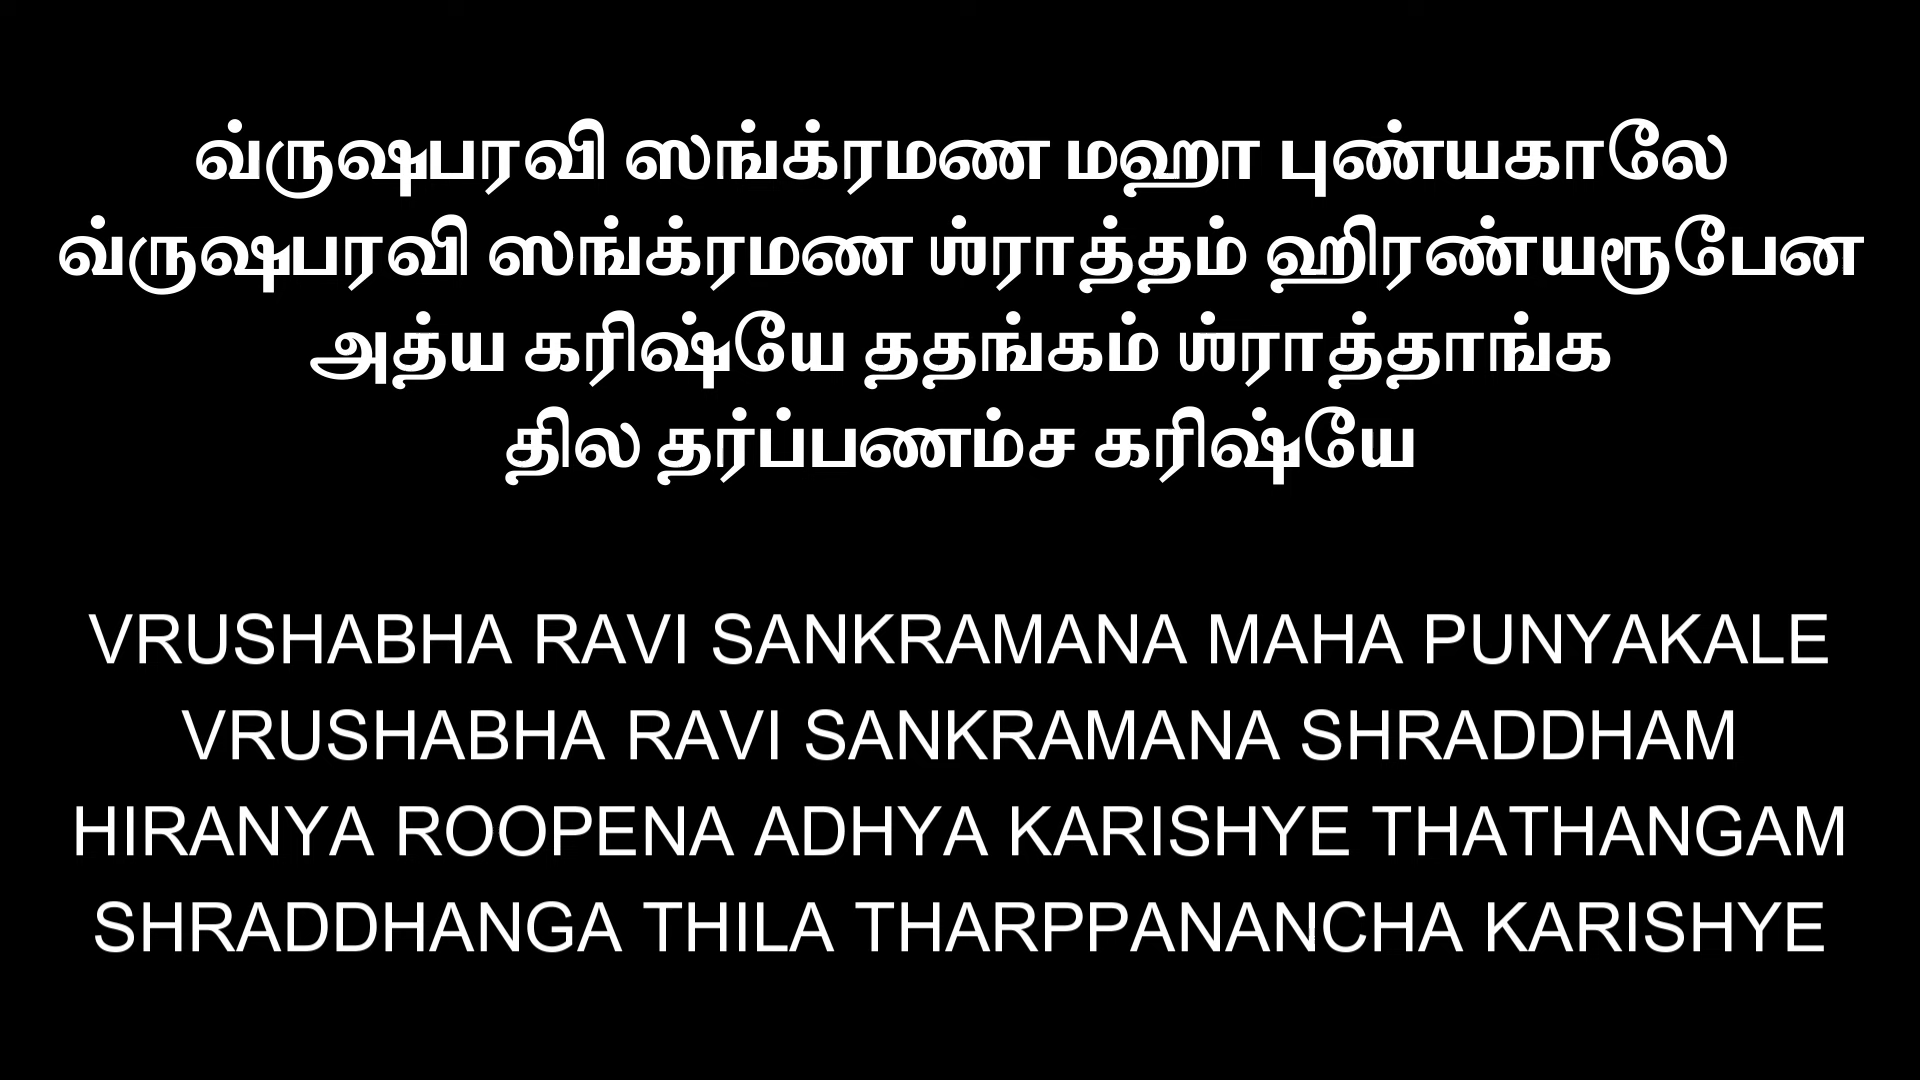 வ்ருஷபரவி ஸங்க்ரமண மஹா புண்யகாலே
வ்ருஷபரவி ஸங்க்ரமண ஶ்ராத்தம் ஹிரண்யரூபேன
அத்ய கரிஷ்யே ததங்கம் ஶ்ராத்தாங்க
தில தர்ப்பணம்ச கரிஷ்யே
VRUSHABHA RAVI SANKRAMANA MAHA PUNYAKALE
VRUSHABHA RAVI SANKRAMANA SHRADDHAM
HIRANYA ROOPENA ADHYA KARISHYE THATHANGAM
SHRADDHANGA THILA THARPPANANCHA KARISHYE